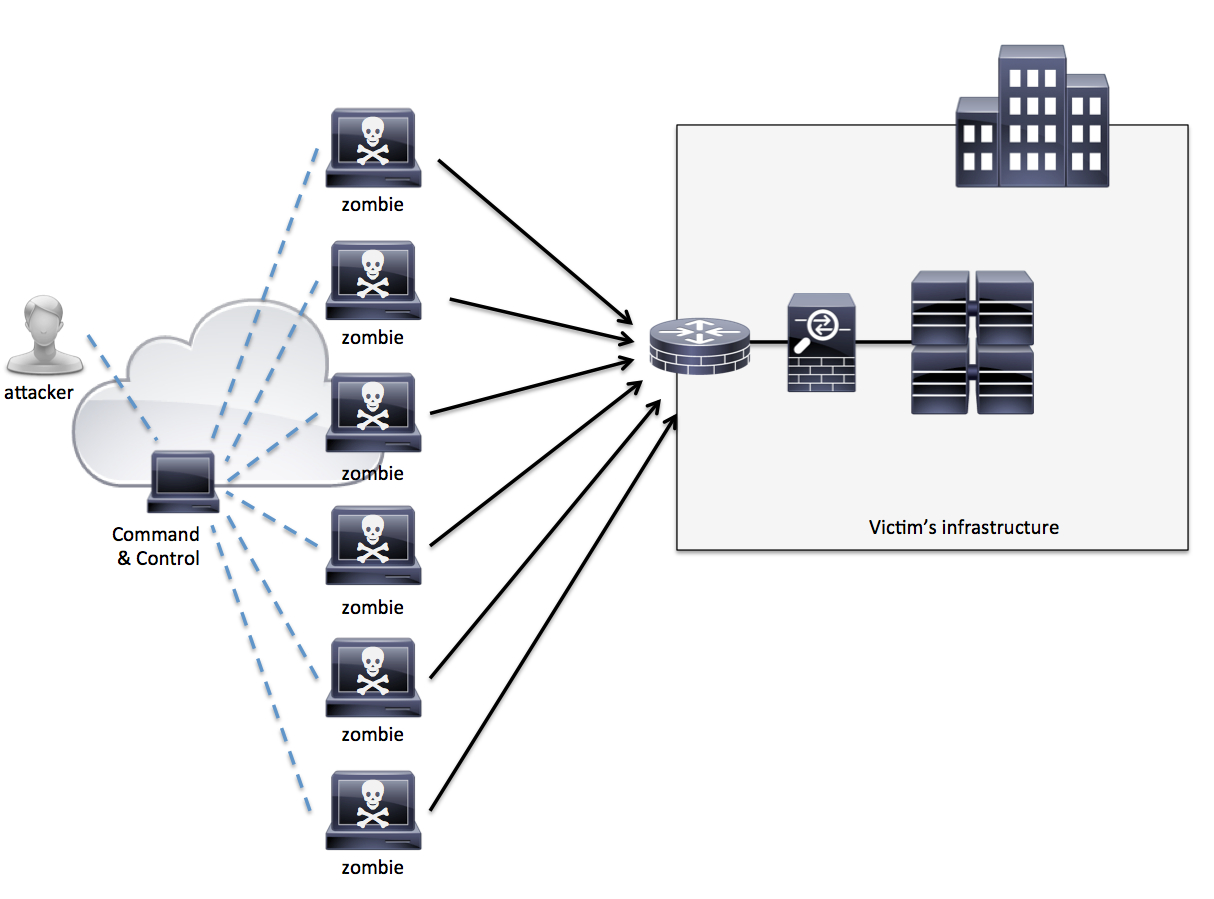 zombie
zombie
attacker
zombie
Command
& Control
Victim's infrastructure
zombie
zombie
zombie